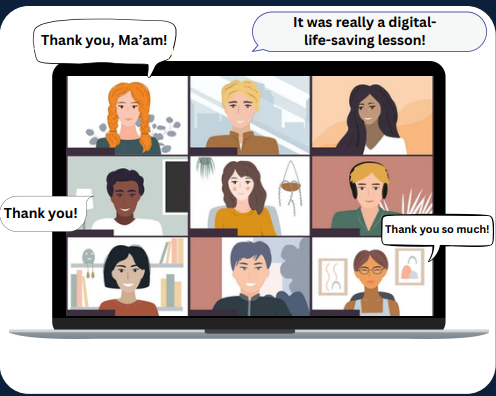 Thank you, Ma’am!
It was really a digital-
life-saving lesson!
Thank you!
Thank you so much!